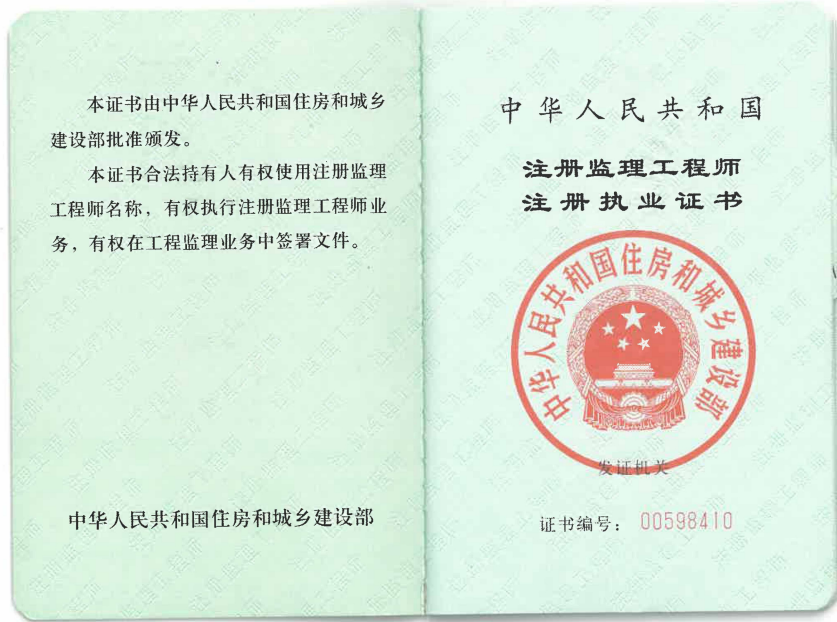 本证书由中华人民共和国住房和城乡
建设部批准颁发。
本证书合法持有人有权使用注册监理
工程师名称，有权执行注册监理工程师业
务，有权在工程监理业务中签署文件。
中华人民共和国住房和城乡建设部
中华人民共和国
注册监理工程师
注册执业证书
中华人民共和国住房和城乡建设部
发证机关
证书编号：00598410